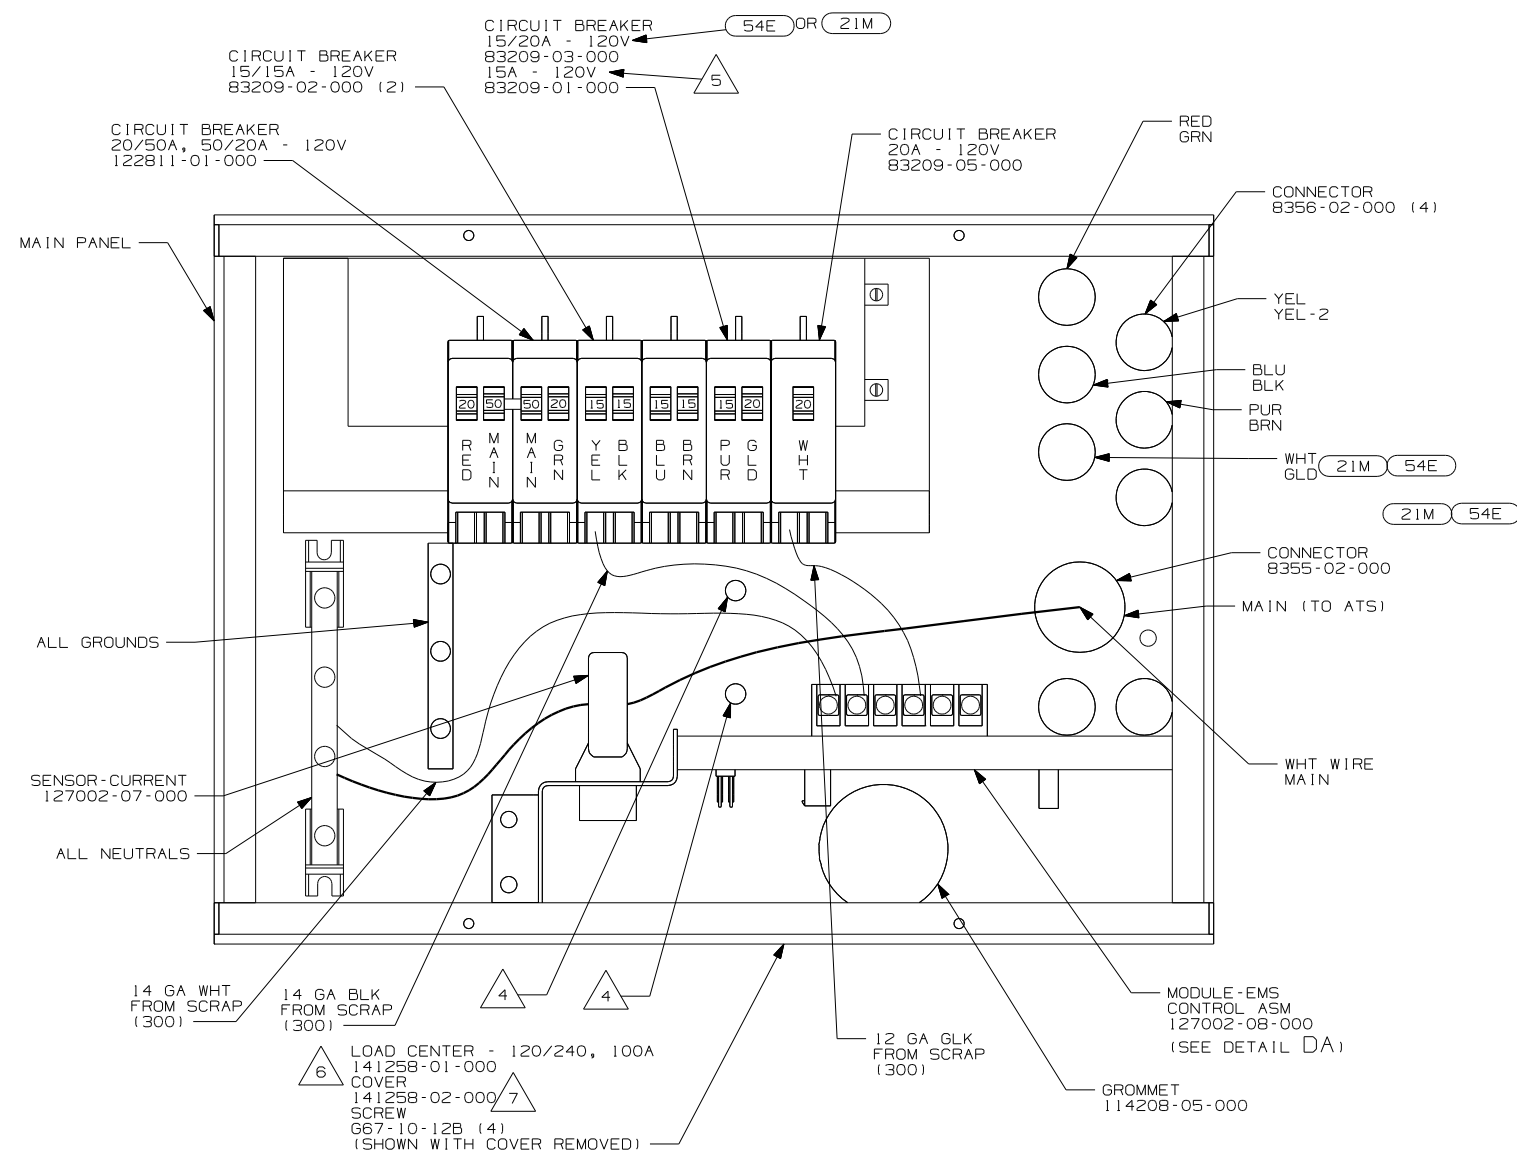 CIRCUIT BREAKER
15/20A - 120V
83209-03-000
15A - 120V
83209-01-000
54E OR 21M
5
CIRCUIT BREAKER
15/15A - 120V
83209-02-000 (2)
CIRCUIT BREAKER
20/50A, 50/20A - 120V
122811-01-000
CIRCUIT BREAKER
20A - 120V
83209-05-000
RED
GRN
CONNECTOR
8356-02-000 (4)
MAIN PANEL
YEL
YEL-2
BLU
BLK
PUR
BRN
WHT
GLD 21M 54E
21M 54E
20 50 50 20 15 15 15 15 15 20 20
RED
MAIN
MAIN
GRN
YEL
BLK
BLU
BRN
PUR
GLD
WHT
CONNECTOR
8355-02-000
MAIN (TO ATS)
ALL GROUNDS
SENSOR-CURRENT
127002-07-000
WHT WIRE
MAIN
ALL NEUTRALS
14 GA WHT
FROM SCRAP
(300)
14 GA BLK
FROM SCRAP
(300)
4
4
MODULE-EMS
CONTROL ASM
127002-08-000
(SEE DETAIL DA)
12 GA GLK
FROM SCRAP
(300)
6
LOAD CENTER - 120/240, 100A
141258-01-000
COVER
141258-02-000
7
SCREW
G67-10-12B (4)
(SHOWN WITH COVER REMOVED)
GROMMET
114208-05-000